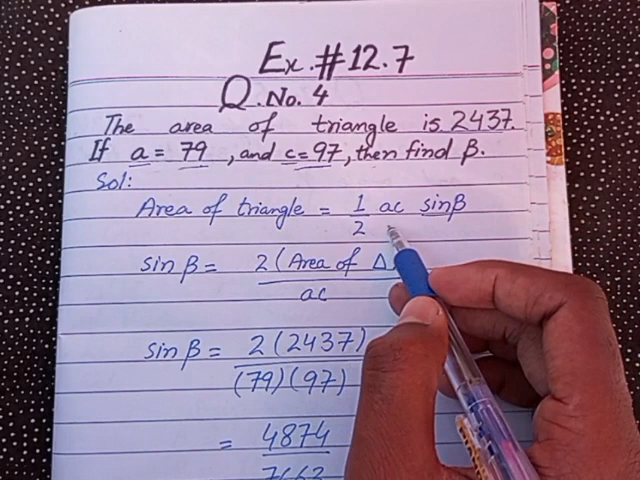 Ex.#12.7
Q.No. 4
The area of triangle is 2437.
If a = 79, and c = 97, then find β.
Sol:
Area of triangle = 1/2 ac sinβ
sin β = 2(Area of Δ) / ac
sin β = 2(2437) / (79)(97)
= 4874 / 7663